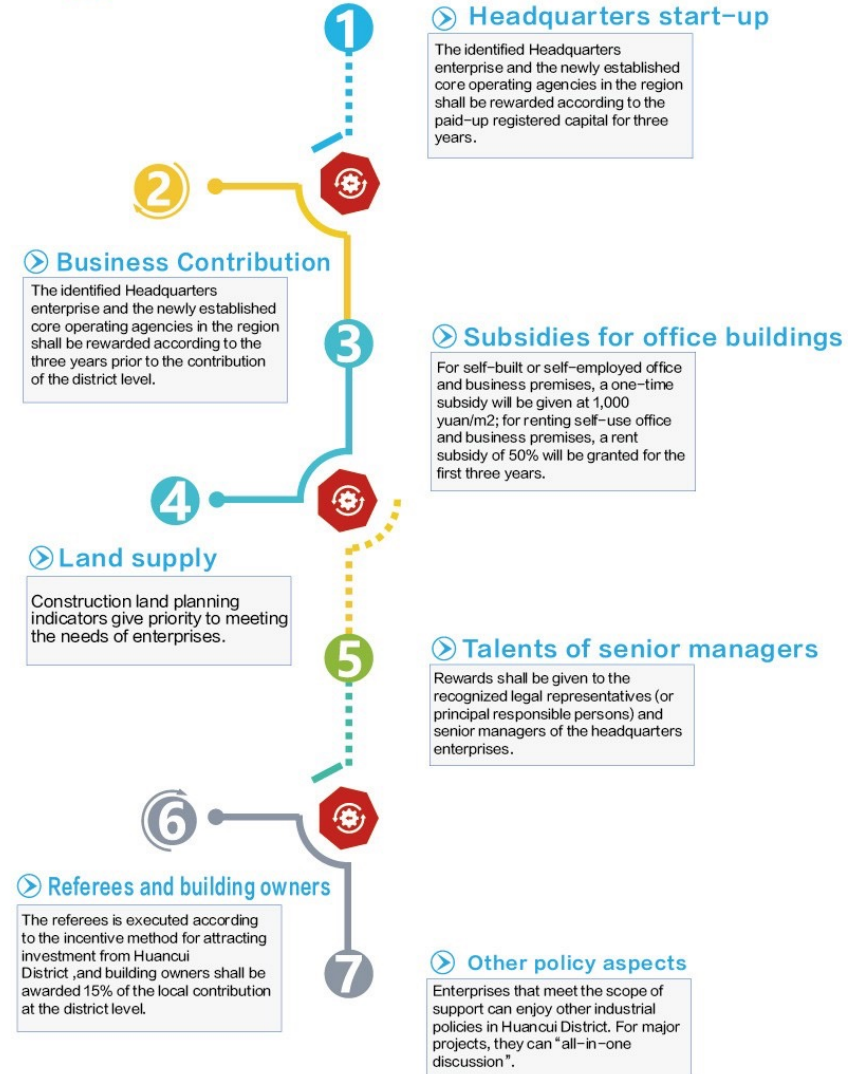 1
Headquarters start-up
The identified Headquarters
enterprise and the newly established
core operating agencies in the region
shall be rewarded according to the
paid-up registered capital for three
years.
2
Business Contribution
The identified Headquarters
enterprise and the newly established
core operating agencies in the region
shall be rewarded according to the
three years prior to the contribution
of the district level.
3
Subsidies for office buildings
For self-built or self-employed office
and business premises, a one-time
subsidy will be given at 1,000
yuan/m2; for renting self-use office
and business premises, a rent
subsidy of 50% will be granted for the
first three years.
4
Land supply
Construction land planning
indicators give priority to meeting
the needs of enterprises.
5
Talents of senior managers
Rewards shall be given to the
recognized legal representatives (or
principal responsible persons) and
senior managers of the headquarters
enterprises.
6
Referees and building owners
The referees is executed according
to the incentive method for attracting
investment from Huancui
District ,and building owners shall be
awarded 15% of the local contribution
at the district level.
7
Other policy aspects
Enterprises that meet the scope of
support can enjoy other industrial
policies in Huancui District. For major
projects, they can “all-in-one
discussion”.